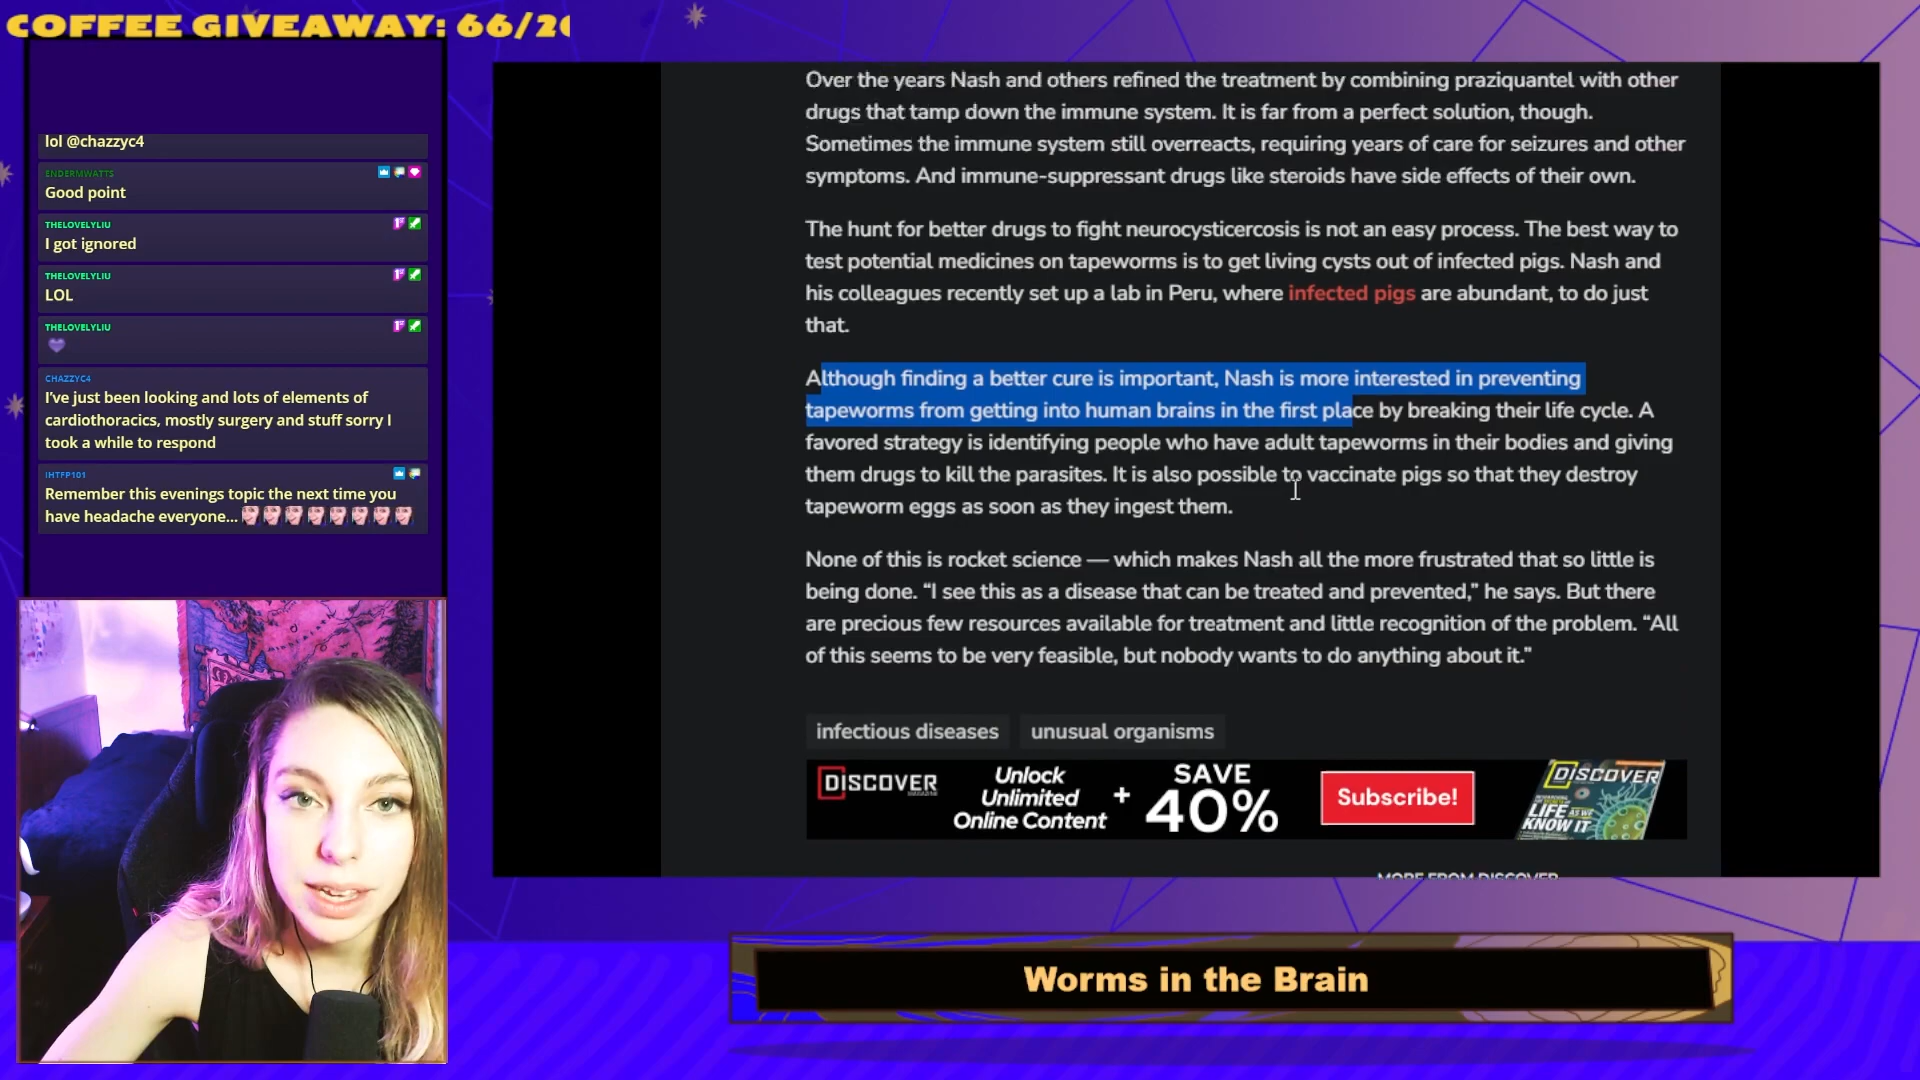 COFFEE GIVEAWAY: 66/20
lol @chazzyc4
ENDERMWATTS
Good point
THELOVELYLIU
I got ignored
THELOVELYLIU
LOL
THELOVELYLIU
CHAZZYC4
I've just been looking and lots of elements of
cardiothoracics, mostly surgery and stuff sorry I
took a while to respond
IHTFP101
Remember this evenings topic the next time you
have headache everyone...
Over the years Nash and others refined the treatment by combining praziquantel with other
drugs that tamp down the immune system. It is far from a perfect solution, though.
Sometimes the immune system still overreacts, requiring years of care for seizures and other
symptoms. And immune-suppressant drugs like steroids have side effects of their own.
The hunt for better drugs to fight neurocysticercosis is not an easy process. The best way to
test potential medicines on tapeworms is to get living cysts out of infected pigs. Nash and
his colleagues recently set up a lab in Peru, where infected pigs are abundant, to do just
that.
Although finding a better cure is important, Nash is more interested in preventing
tapeworms from getting into human brains in the first place by breaking their life cycle. A
favored strategy is identifying people who have adult tapeworms in their bodies and giving
them drugs to kill the parasites. It is also possible to vaccinate pigs so that they destroy
tapeworm eggs as soon as they ingest them.
None of this is rocket science — which makes Nash all the more frustrated that so little is
being done. “I see this as a disease that can be treated and prevented,” he says. But there
are precious few resources available for treatment and little recognition of the problem. “All
of this seems to be very feasible, but nobody wants to do anything about it.”
infectious diseases
unusual organisms
DISCOVER
Unlock
Unlimited
Online Content
+
SAVE
40%
Subscribe!
DISCOVER
LIFE AS WE
KNOW IT
MORE FROM DISCOVER
Worms in the Brain